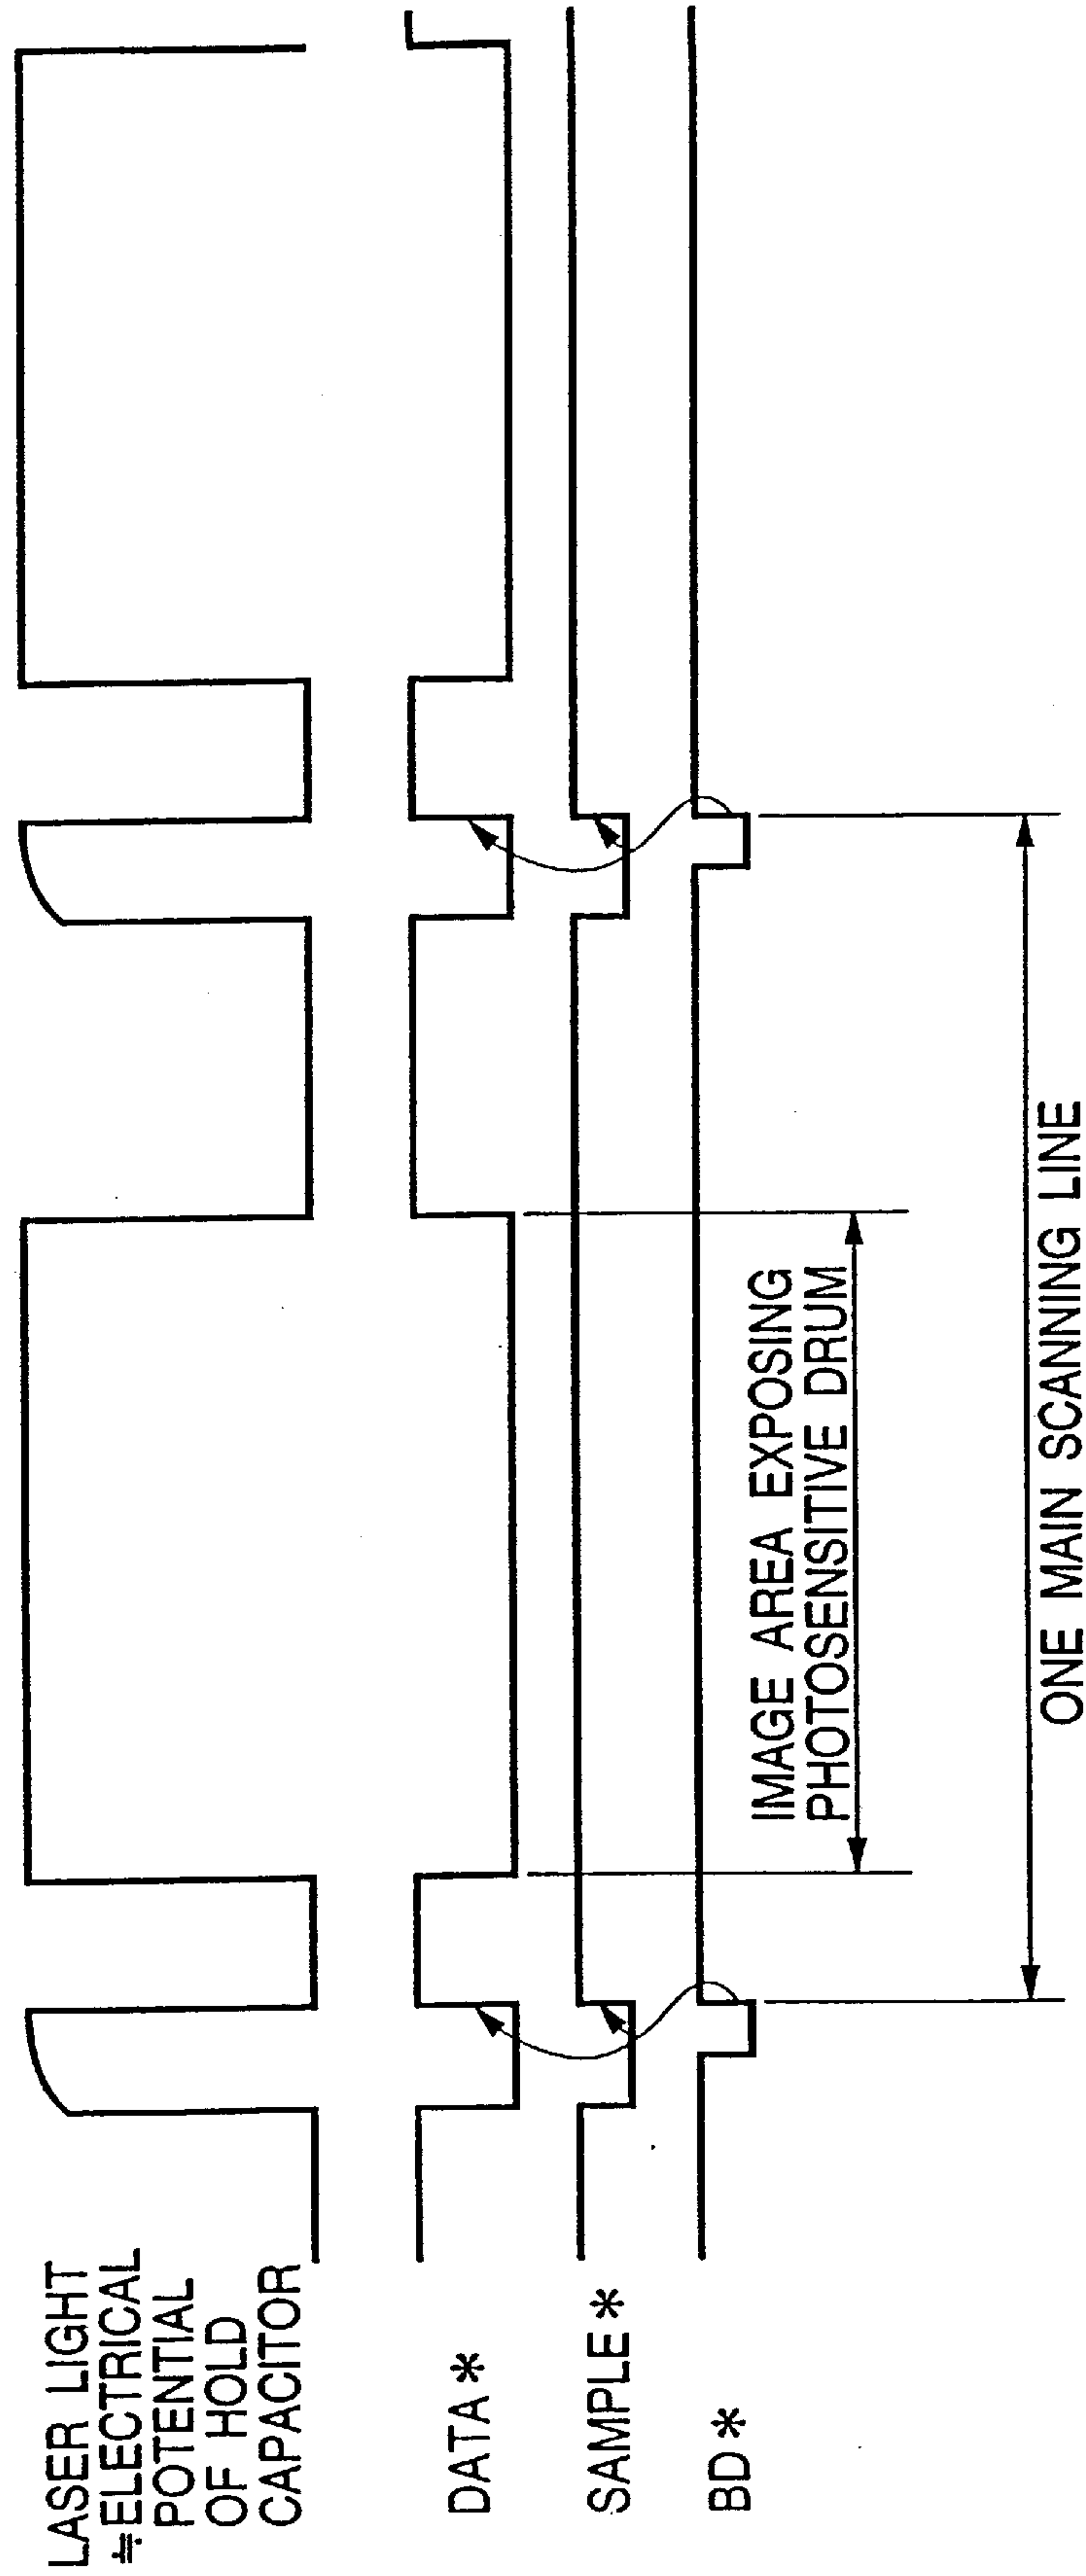 LASER LIGHT
≒ELECTRICAL
POTENTIAL
OF HOLD
CAPACITOR
DATA*
SAMPLE*
BD*
IMAGE AREA EXPOSING
PHOTOSENSITIVE DRUM
ONE MAIN SCANNING LINE